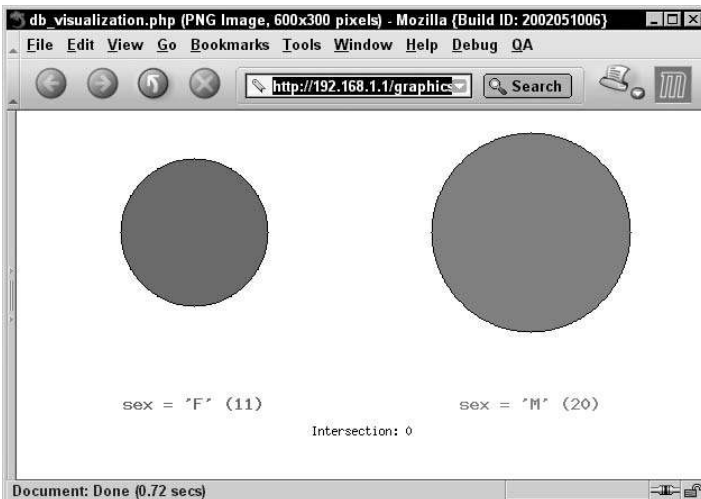 db_visualization.php (PNG Image, 600x300 pixels) - Mozilla {Build ID: 2002051006}
File Edit View Go Bookmarks Tools Window Help Debug QA
http://192.168.1.1/graphics Search
sex = 'F' (11) sex = 'M' (20)
Intersection: 0
Document: Done (0.72 secs)